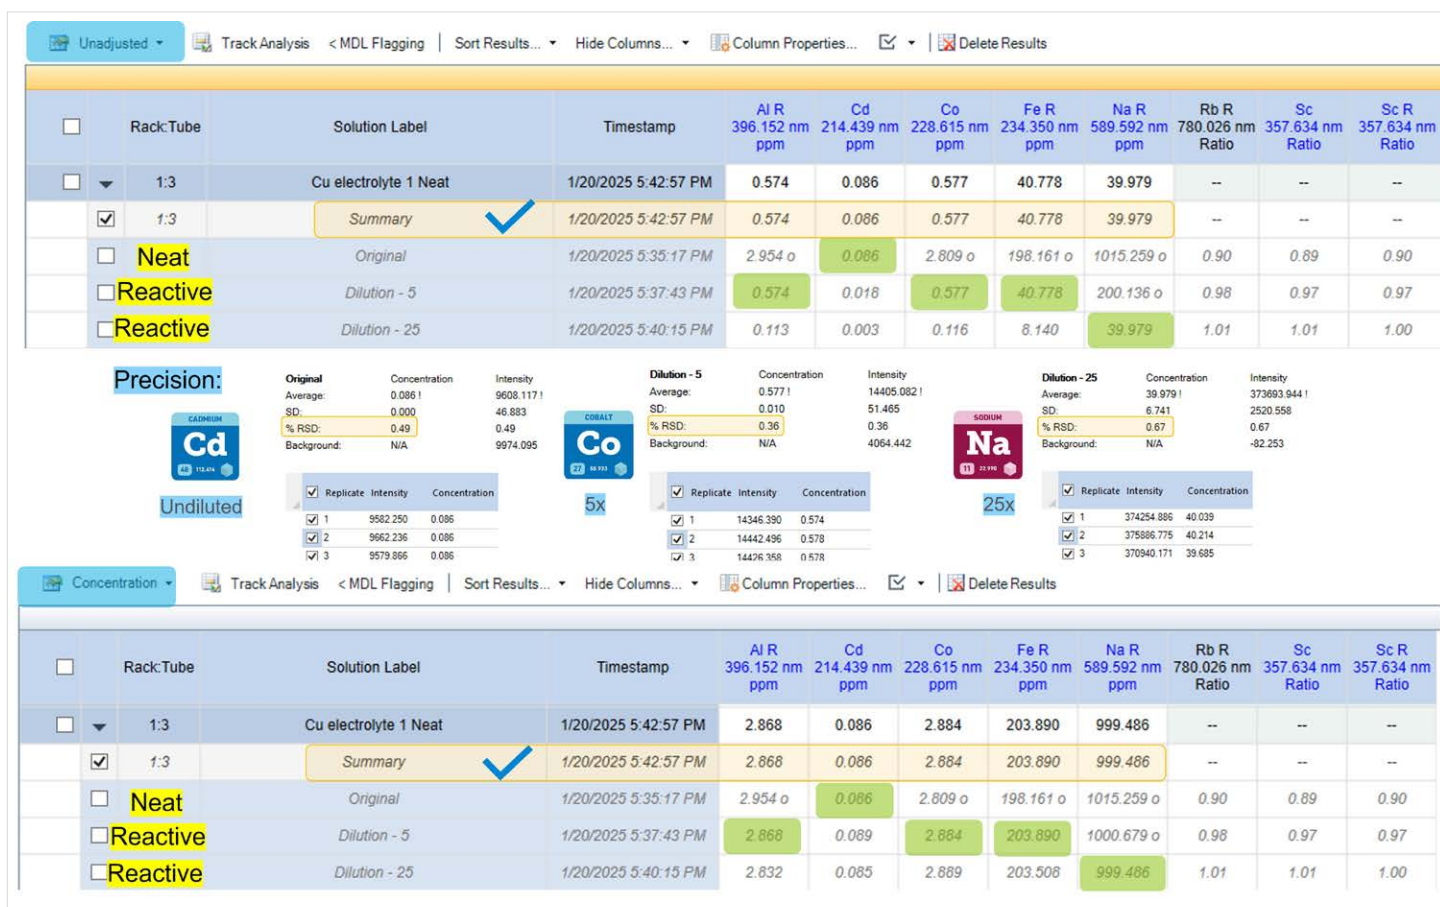 Unadjusted Track Analysis < MDL Flagging Sort Results... Hide Columns... Column Properties... Delete Results
Rack:Tube Solution Label Timestamp Al R 396.152 nm ppm Cd 214.439 nm ppm Co 228.615 nm ppm Fe R 234.350 nm ppm Na R 589.592 nm ppm Rb R 780.026 nm Ratio Sc 357.634 nm Ratio Sc R 357.634 nm Ratio
1:3 Cu electrolyte 1 Neat 1/20/2025 5:42:57 PM 0.574 0.086 0.577 40.778 39.979 -- -- --
1:3 Summary 1/20/2025 5:42:57 PM 0.574 0.086 0.577 40.778 39.979 -- -- --
Neat Original 1/20/2025 5:35:17 PM 2.954 o 0.086 2.809 o 198.161 o 1015.259 o 0.90 0.89 0.90
Reactive Dilution - 5 1/20/2025 5:37:43 PM 0.574 0.018 0.577 40.778 200.136 o 0.98 0.97 0.97
Reactive Dilution - 25 1/20/2025 5:40:15 PM 0.113 0.003 0.116 8.140 39.979 1.01 1.01 1.00
Precision:
CADMIUM
Cd
48 112.414
Undiluted
Original Concentration Intensity
Average: 0.086 ! 9608.117 !
SD: 0.000 46.883
% RSD: 0.49 0.49
Background: N/A 9974.095
Replicate Intensity Concentration
1 9582.250 0.086
2 9662.236 0.086
3 9579.866 0.086
COBALT
Co
27 58.933
5x
Dilution - 5 Concentration Intensity
Average: 0.577 ! 14405.082 !
SD: 0.010 51.465
% RSD: 0.36 0.36
Background: N/A 4064.442
Replicate Intensity Concentration
1 14346.390 0.574
2 14442.496 0.578
3 14426.358 0.578
SODIUM
Na
11 22.990
25x
Dilution - 25 Concentration Intensity
Average: 39.979 ! 373693.944 !
SD: 6.741 2520.558
% RSD: 0.67 0.67
Background: N/A -82.253
Replicate Intensity Concentration
1 374254.886 40.039
2 375886.775 40.214
3 370940.171 39.685
Concentration Track Analysis < MDL Flagging Sort Results... Hide Columns... Column Properties... Delete Results
Rack:Tube Solution Label Timestamp Al R 396.152 nm ppm Cd 214.439 nm ppm Co 228.615 nm ppm Fe R 234.350 nm ppm Na R 589.592 nm ppm Rb R 780.026 nm Ratio Sc 357.634 nm Ratio Sc R 357.634 nm Ratio
1:3 Cu electrolyte 1 Neat 1/20/2025 5:42:57 PM 2.868 0.086 2.884 203.890 999.486 -- -- --
1:3 Summary 1/20/2025 5:42:57 PM 2.868 0.086 2.884 203.890 999.486 -- -- --
Neat Original 1/20/2025 5:35:17 PM 2.954 o 0.086 2.809 o 198.161 o 1015.259 o 0.90 0.89 0.90
Reactive Dilution - 5 1/20/2025 5:37:43 PM 2.868 0.089 2.884 203.890 1000.679 o 0.98 0.97 0.97
Reactive Dilution - 25 1/20/2025 5:40:15 PM 2.832 0.085 2.889 203.508 999.486 1.01 1.01 1.00